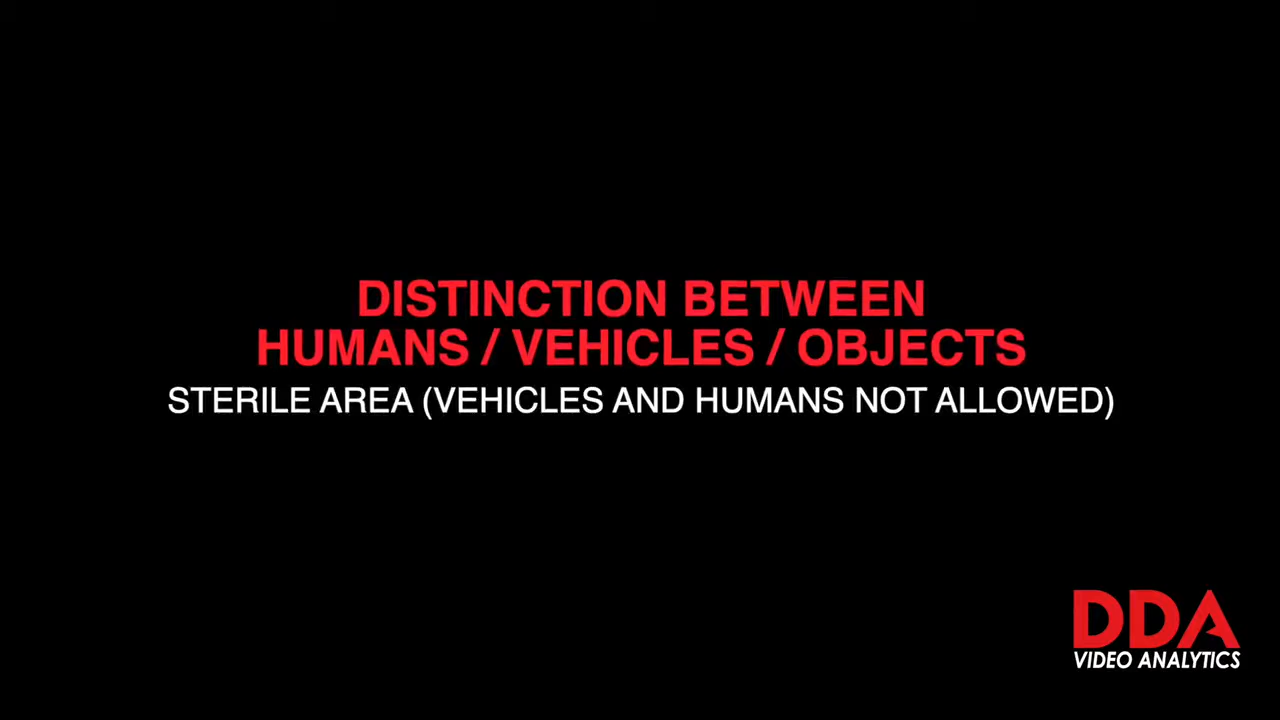 DISTINCTION BETWEEN
HUMANS / VEHICLES / OBJECTS
STERILE AREA (VEHICLES AND HUMANS NOT ALLOWED)
DDA
VIDEO ANALYTICS